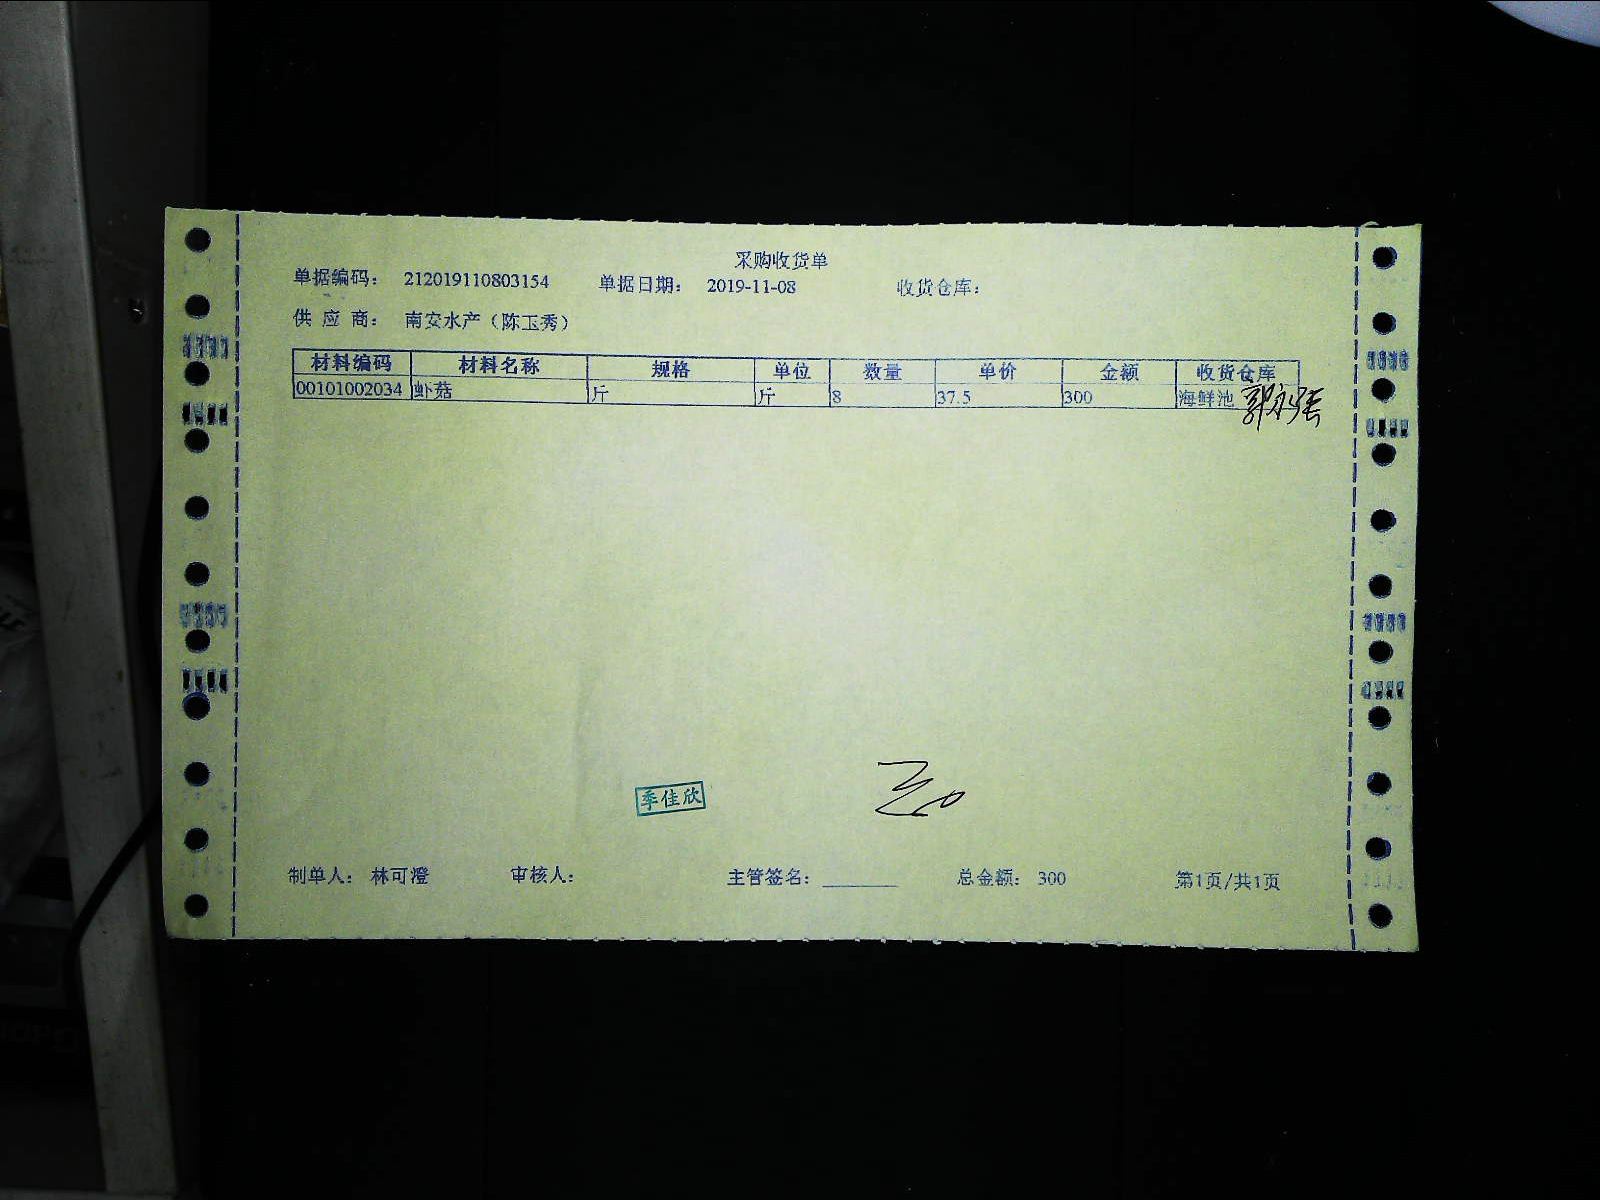 采购收货单
单据编码： 212019110803154 单据日期： 2019-11-08 收货仓库：
供 应 商： 南安水产（陈玉秀）
材料编码 材料名称 规格 单位 数量 单价 金额 收货仓库
00101002034 虾菇 斤 斤 8 37.5 300 海鲜池
季佳欣
制单人： 林可澄 审核人： 主管签名： 总金额： 300 第1页/共1页